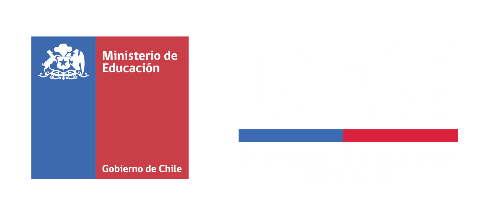 Ministerio de
Educación
Gobierno de Chile